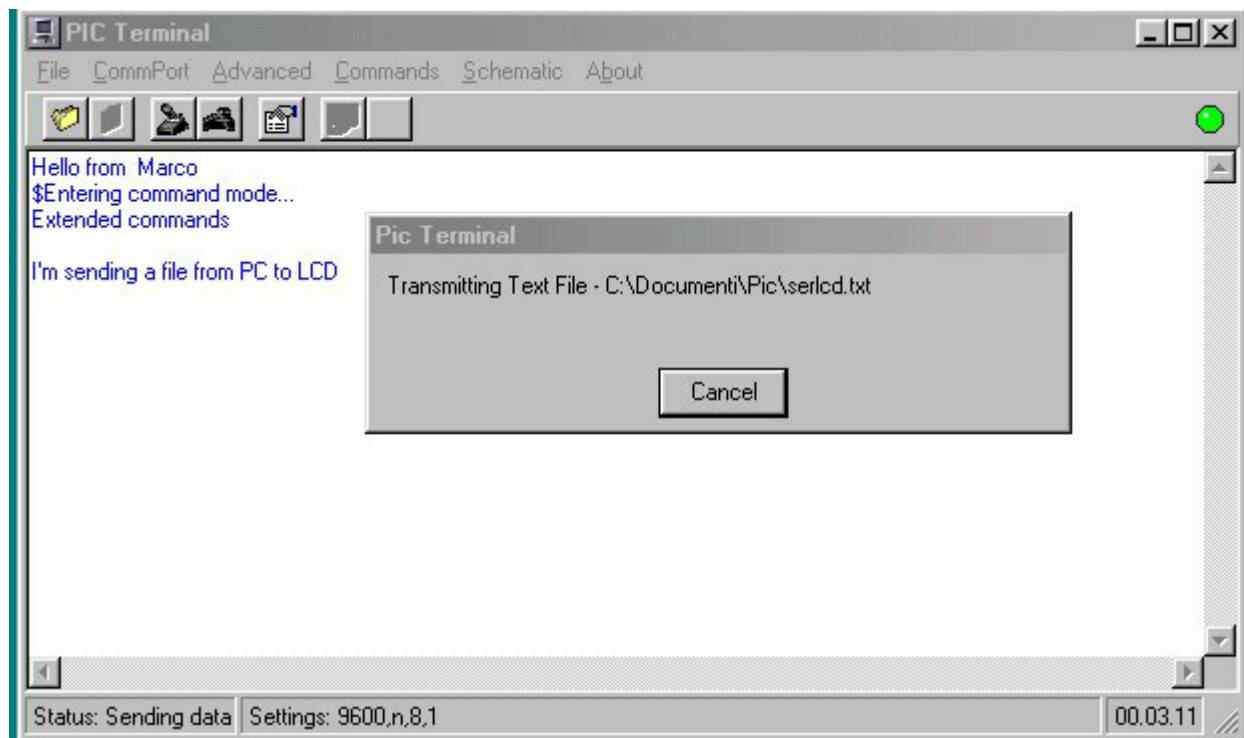 PIC Terminal
File CommPort Advanced Commands Schematic About
Hello from  Marco
$Entering command mode...
Extended commands
I'm sending a file from PC to LCD
Pic Terminal
Transmitting Text File - C:\Documenti\Pic\serlcd.txt
Cancel
Status: Sending data Settings: 9600,n,8,1 00.03.11